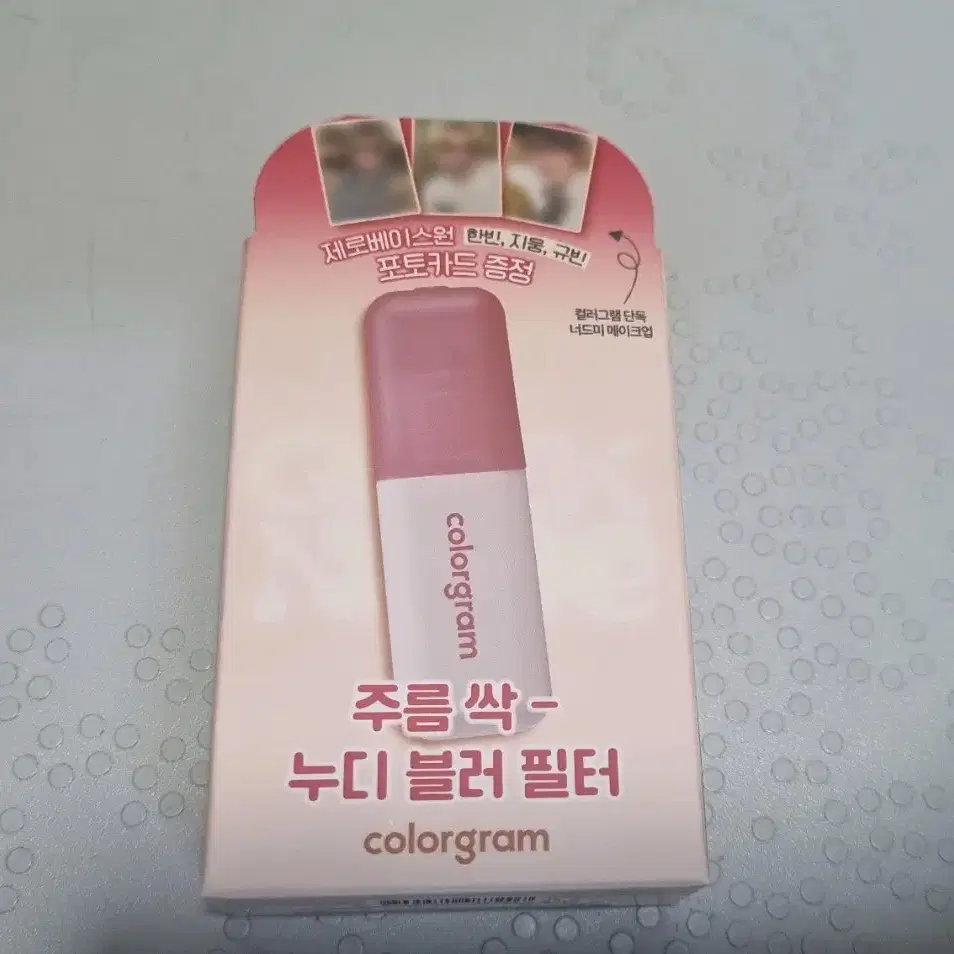 제로베이스원 한빈, 지웅, 규빈
포토카드 증정
컬러그램 단독
너드미 메이크업
colorgram
주름 싹 -
누디 블러 필터
colorgram